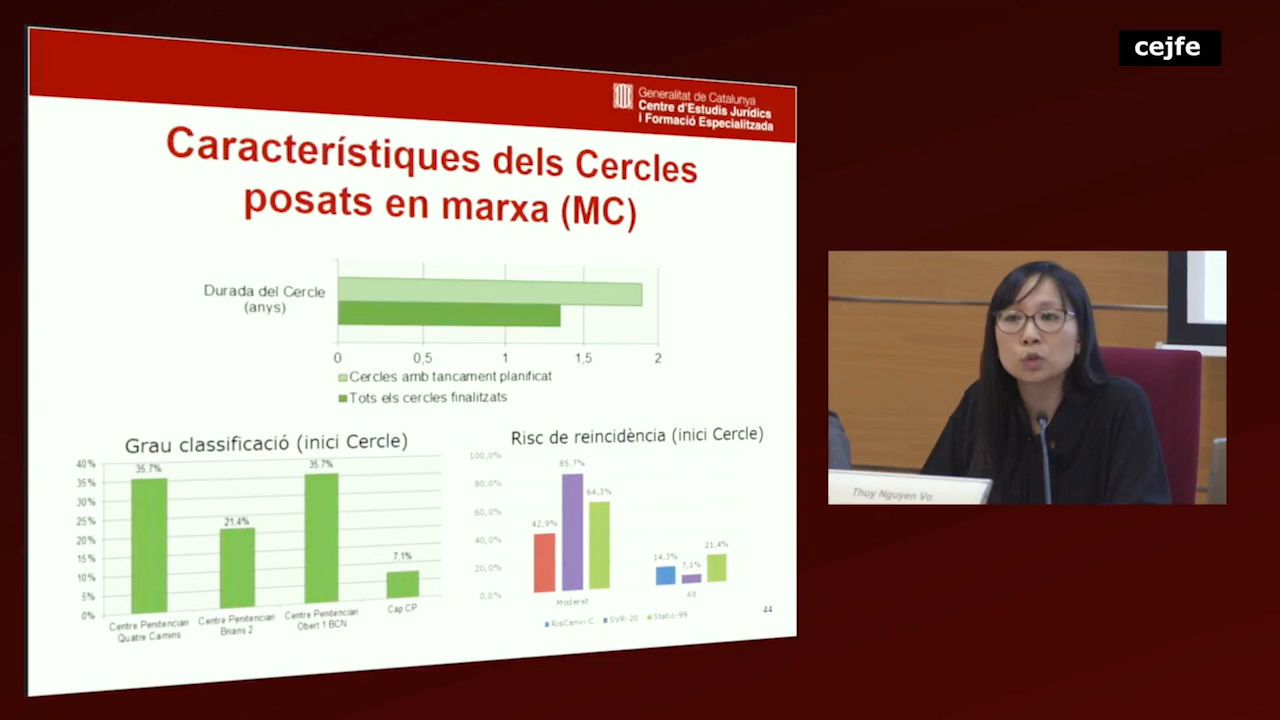 cejfe
Generalitat de Catalunya
Centre d'Estudis Jurídics
i Formació Especialitzada
Característiques dels Cercles
posats en marxa (MC)
Durada del Cercle
(anys)
0 0,5 1 1,5 2
Cercles amb tancament planificat
Tots els cercles finalitzats
Grau classificació (inici Cercle)
40%
35%
30%
25%
20%
15%
10%
5%
0%
35,7%
21,4%
35,7%
7,1%
Centre Penitenciari
Quatre Camins
Centre Penitenciari
Brians 2
Centre Penitenciari
Obert 1 BCN
Cap CP
Risc de reincidència (inici Cercle)
100,0%
80,0%
60,0%
40,0%
20,0%
0,0%
42,9%
85,7%
64,3%
14,3%
7,1%
21,4%
Moderat
Alt
RisCanvi-C SVR-20 Static-99
44
Thuy Nguyen Vo